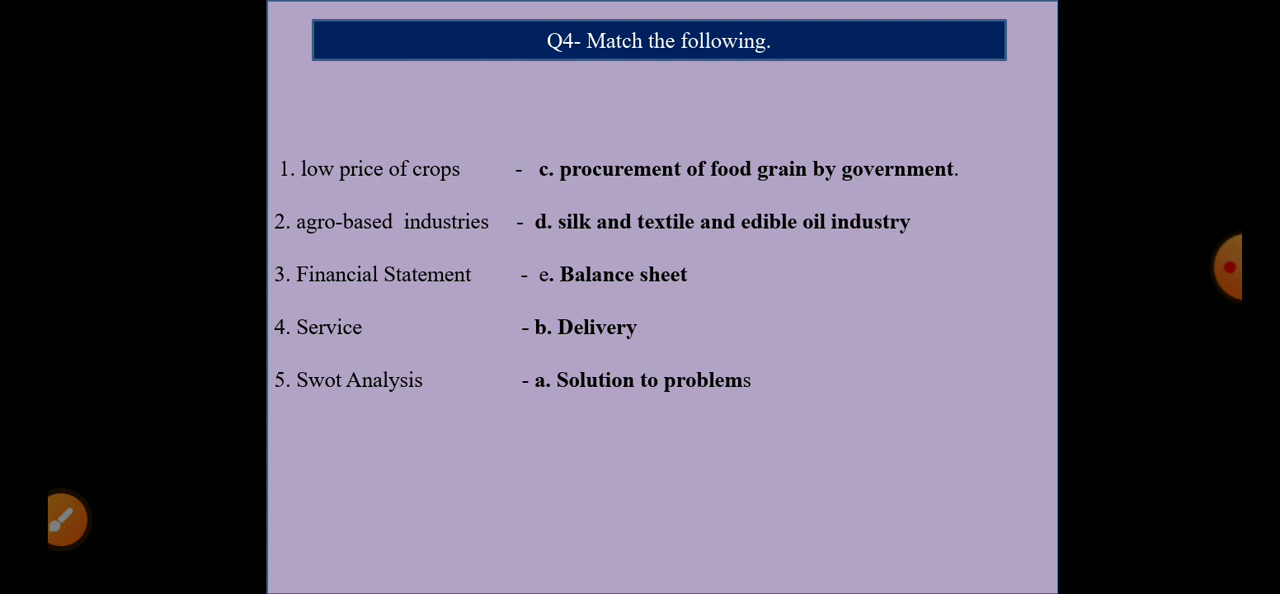 Q4- Match the following.
1. low price of crops - c. procurement of food grain by government.
2. agro-based industries - d. silk and textile and edible oil industry
3. Financial Statement - e. Balance sheet
4. Service - b. Delivery
5. Swot Analysis - a. Solution to problems